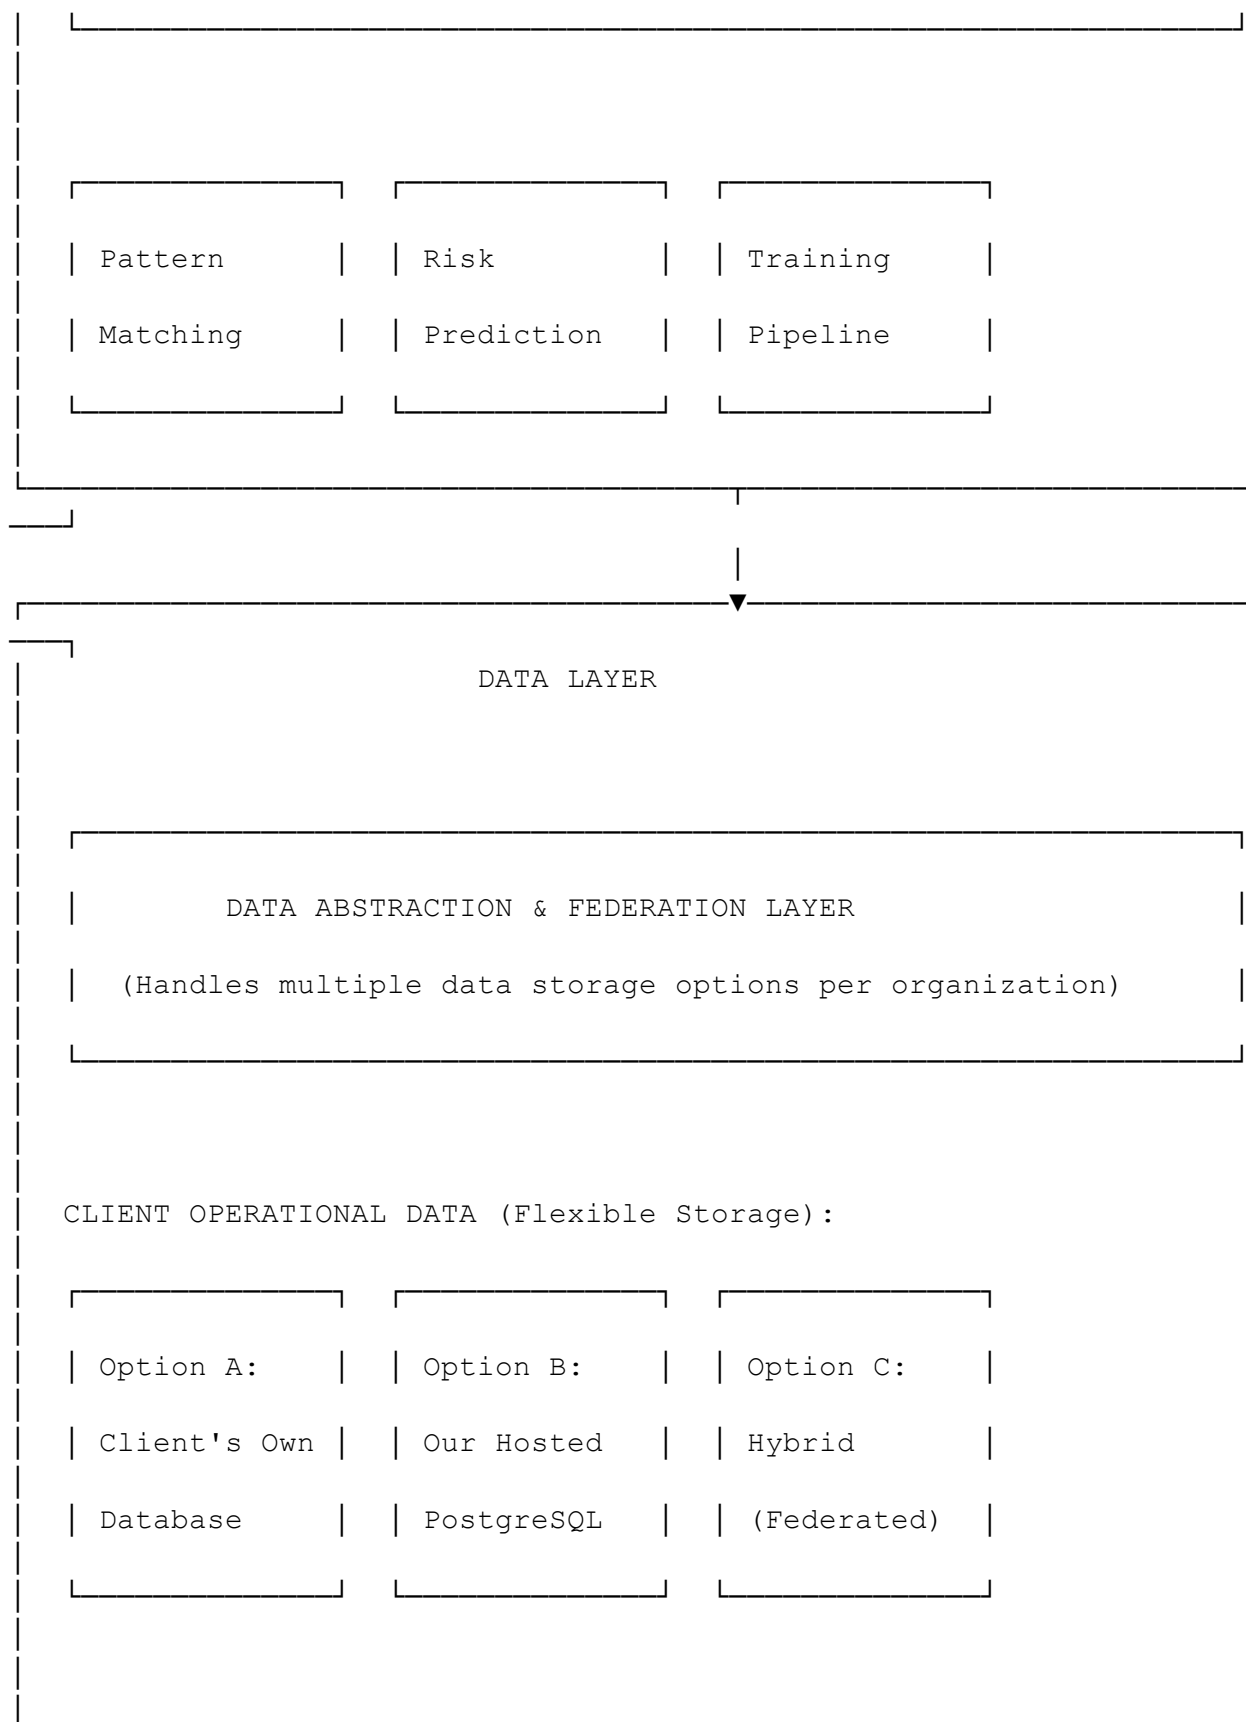 Pattern Risk Training
Matching Prediction Pipeline
DATA LAYER
DATA ABSTRACTION & FEDERATION LAYER
(Handles multiple data storage options per organization)
CLIENT OPERATIONAL DATA (Flexible Storage):
Option A: Option B: Option C:
Client's Own Our Hosted Hybrid
Database PostgreSQL (Federated)